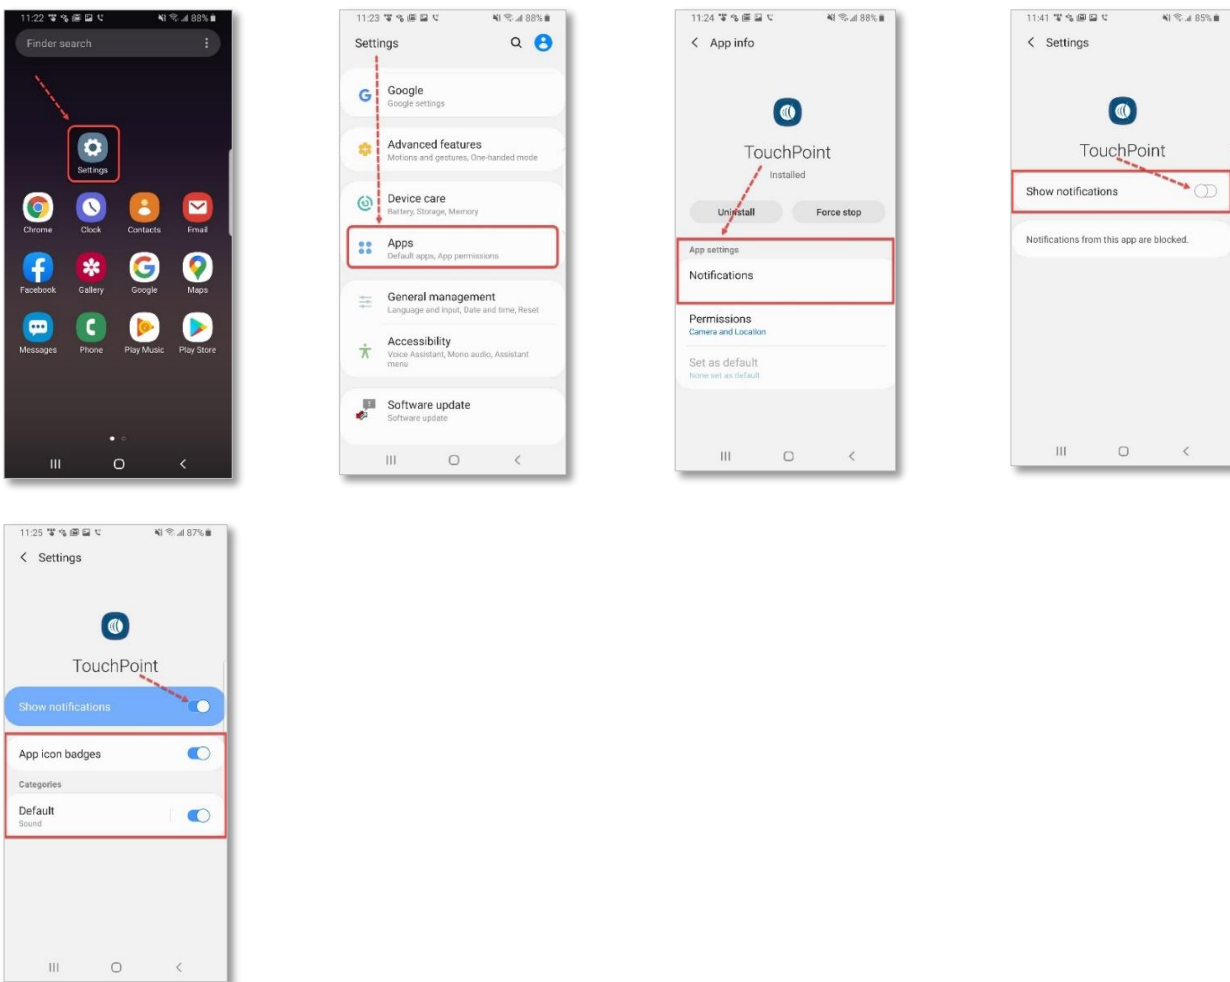 11:22 88%
Finder search
Settings
Chrome Clock Contacts Email
Facebook Gallery Google Maps
Messages Phone Play Music Play Store
11:23 88%
Settings
Google
Google settings
Advanced features
Motions and gestures, One-handed mode
Device care
Battery, Storage, Memory
Apps
Default apps, App permissions
General management
Language and input, Date and time, Reset
Accessibility
Voice Assistant, Mono audio, Assistant
menu
Software update
Software update
11:24 88%
App info
TouchPoint
Installed
Uninstall Force stop
App settings
Notifications
Permissions
Camera and Location
Set as default
None set as default
11:41 85%
Settings
TouchPoint
Show notifications
Notifications from this app are blocked.
11:25 87%
Settings
TouchPoint
Show notifications
App icon badges
Categories
Default
Sound